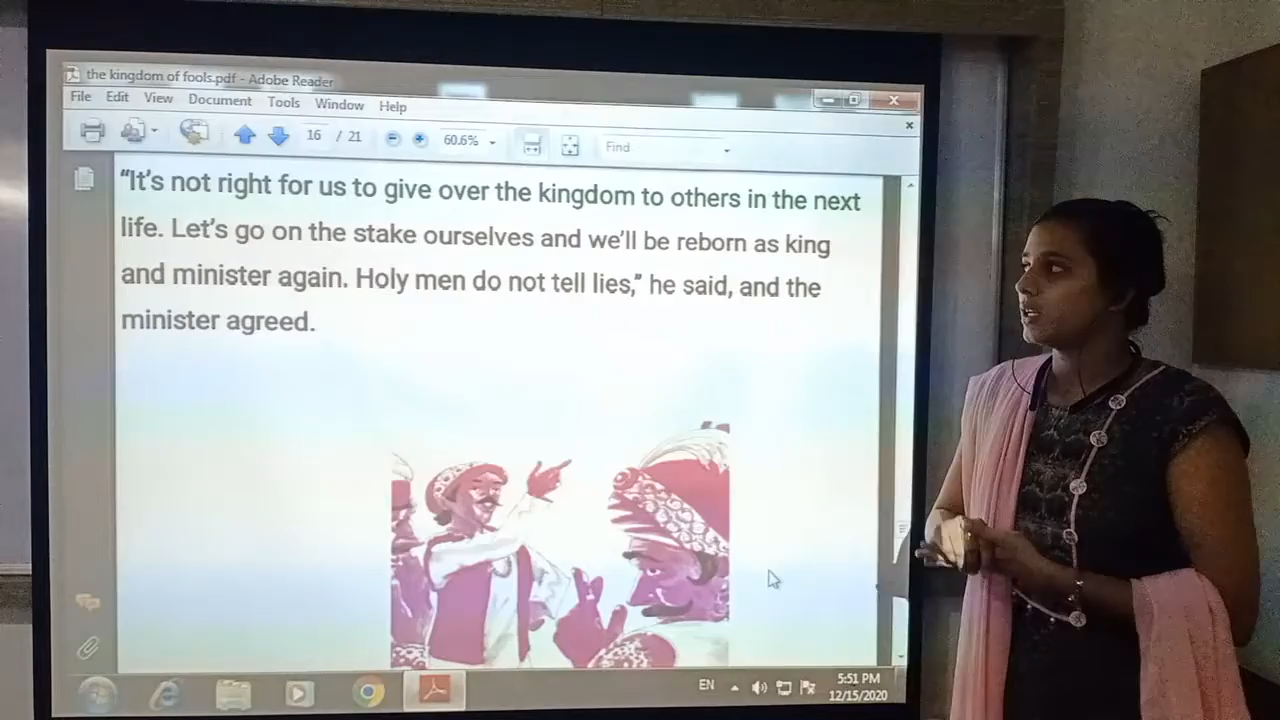 the kingdom of fools.pdf - Adobe Reader
File Edit View Document Tools Window Help
16 / 21 60.6% Find
“It’s not right for us to give over the kingdom to others in the next
life. Let’s go on the stake ourselves and we’ll be reborn as king
and minister again. Holy men do not tell lies,” he said, and the
minister agreed.
EN
5:51 PM
12/15/2020